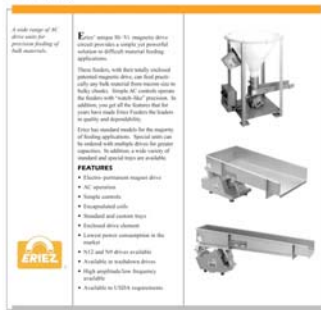 A wide range of AC
drive units for
precision feeding of
bulk materials.
Eriez' unique Hi-Vi magnetic drive
circuit provides a simple yet powerful
solution to difficult material feeding
applications.
These feeders, with their totally enclosed
patented magnetic drive, can feed practi-
cally any bulk material from micron size to
bulky chunks. Simple AC controls operate
the feeders with "watch-like" precision. In
addition, you get all the features that for
years have made Eriez Feeders the leaders
in quality and dependability.
Eriez has standard models for the majority
of feeding applications. Special units can
be ordered with multiple drives for greater
capacities. In addition, a wide variety of
standard and special trays are available.
FEATURES
• Electro-permanent magnet drive
• AC operation
• Simple controls
• Encapsulated coils
• Standard and custom trays
• Enclosed drive element
• Lowest power consumption in the
market
• N12 and N9 drives available
• Available in washdown drives
• High amplitude/low frequency
available
• Available to USDA requirements
ERIEZ